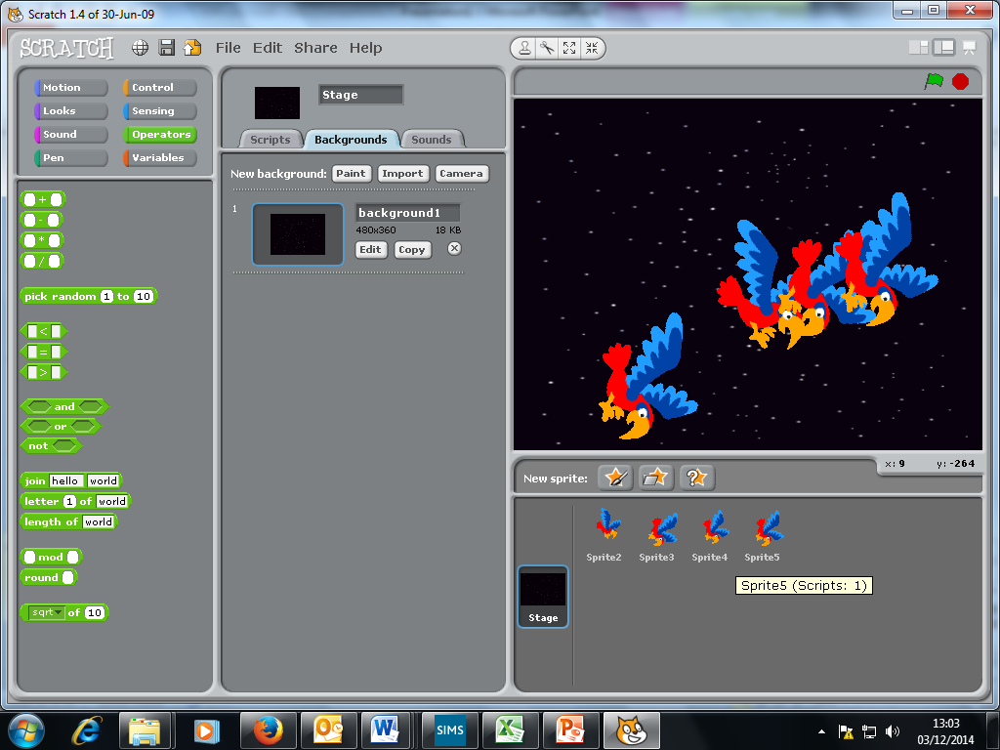 Scratch 1.4 of 30-Jun-09
SCRATCH File Edit Share Help
Motion Control
Looks Sensing
Sound Operators
Pen Variables
+
-
*
/
pick random 1 to 10
<
=
>
and
or
not
join hello world
letter 1 of world
length of world
mod
round
sqrt of 10
Stage
Scripts Backgrounds Sounds
New background: Paint Import Camera
1
background1
480x360 18 KB
Edit Copy
x: 9 y: -264
New sprite:
Sprite2 Sprite3 Sprite4 Sprite5
Sprite5 (Scripts: 1)
Stage
SIMS
13:03
03/12/2014